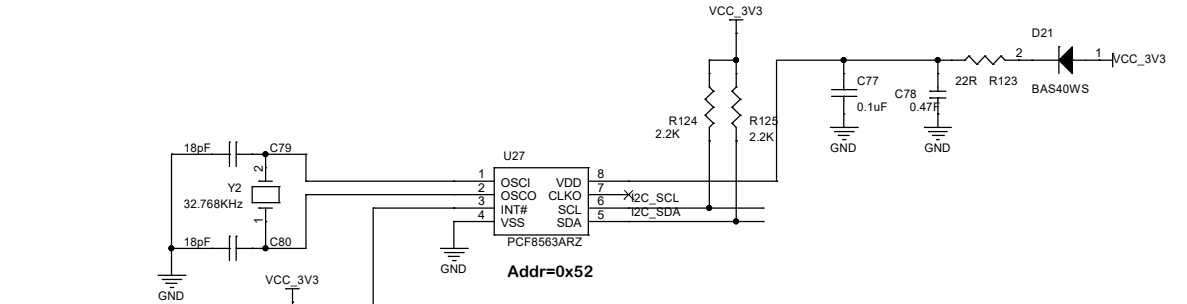 VCC_3V3
D21
2
1
VCC_3V3
22R
R123
BAS40WS
C77
0.1uF
C78
0.47F
GND
GND
R124
2.2K
R125
2.2K
18pF
C79
2
Y2
32.768KHz
1
18pF
C80
GND
VCC_3V3
U27
1
OSCI
VDD
8
2
OSCO
CLKO
7
3
INT#
SCL
6
I2C_SCL
4
VSS
SDA
5
I2C_SDA
PCF8563ARZ
GND
Addr=0x52